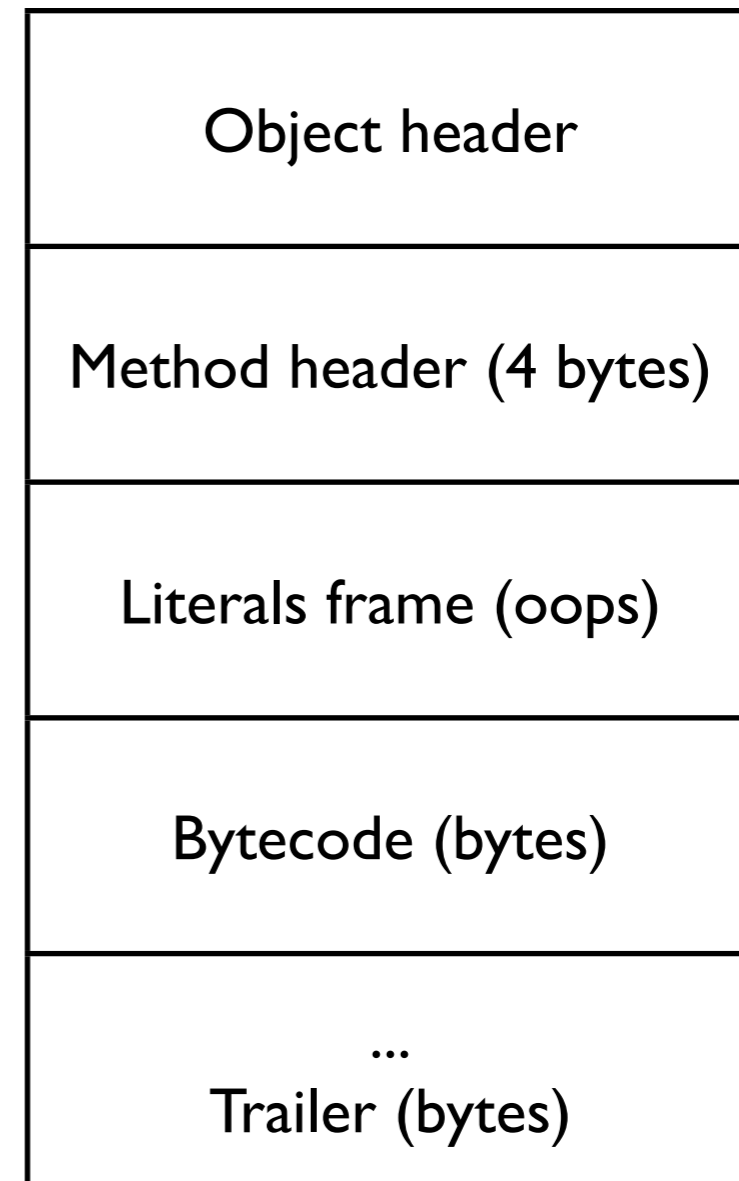 Object header
Method header (4 bytes)
Literals frame (oops)
Bytecode (bytes)
...
Trailer (bytes)